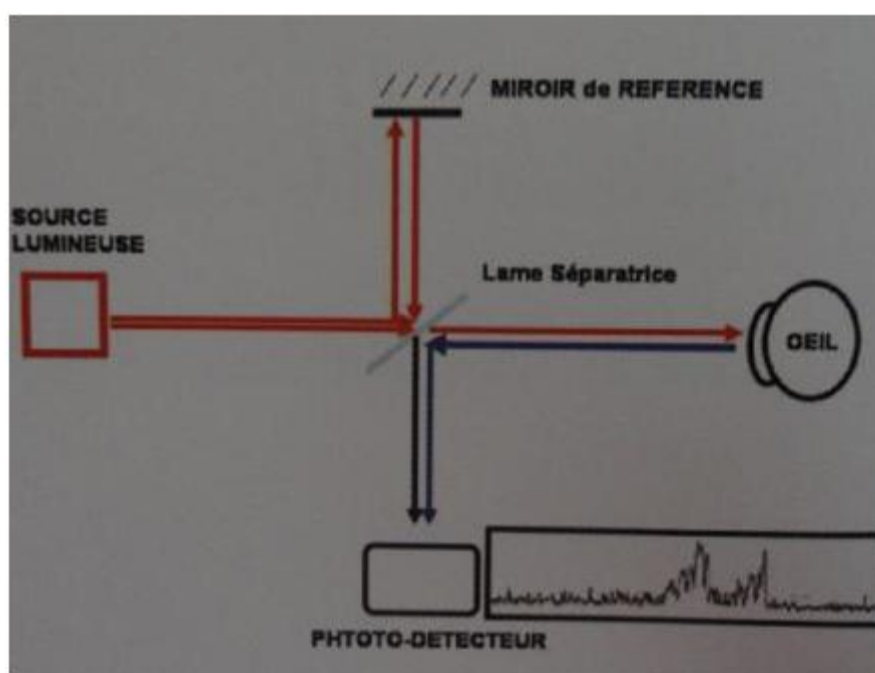 MIROIR de REFERENCE
SOURCE
LUMINEUSE
Lame Séparatrice
OEIL
PHTOTO-DETECTEUR